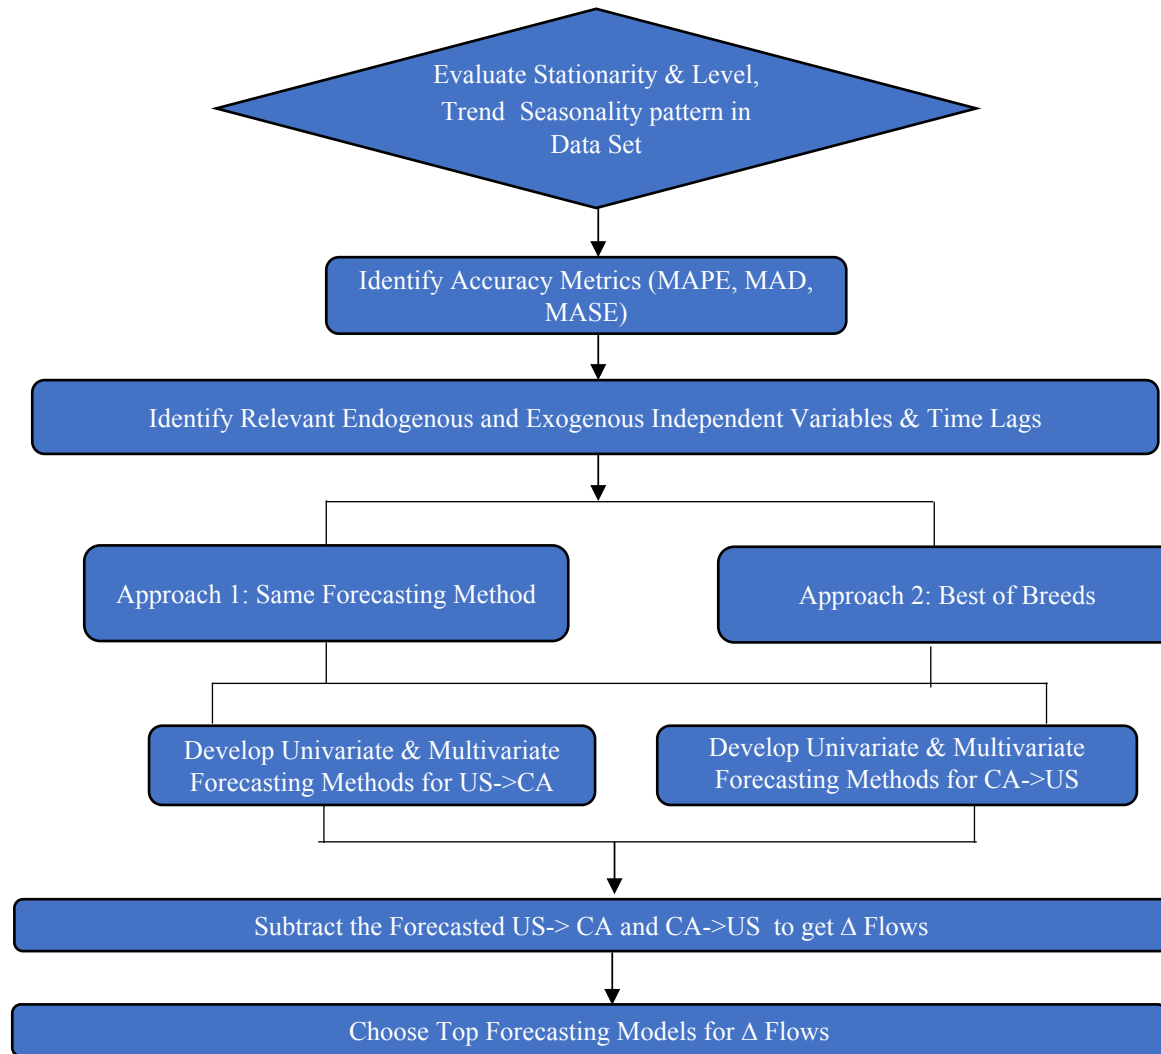 Evaluate Stationarity & Level,
Trend Seasonality pattern in
Data Set
Identify Accuracy Metrics (MAPE, MAD,
MASE)
Identify Relevant Endogenous and Exogenous Independent Variables & Time Lags
Approach 1: Same Forecasting Method
Approach 2: Best of Breeds
Develop Univariate & Multivariate
Forecasting Methods for US->CA
Develop Univariate & Multivariate
Forecasting Methods for CA->US
Subtract the Forecasted US-> CA and CA->US to get Δ Flows
Choose Top Forecasting Models for Δ Flows